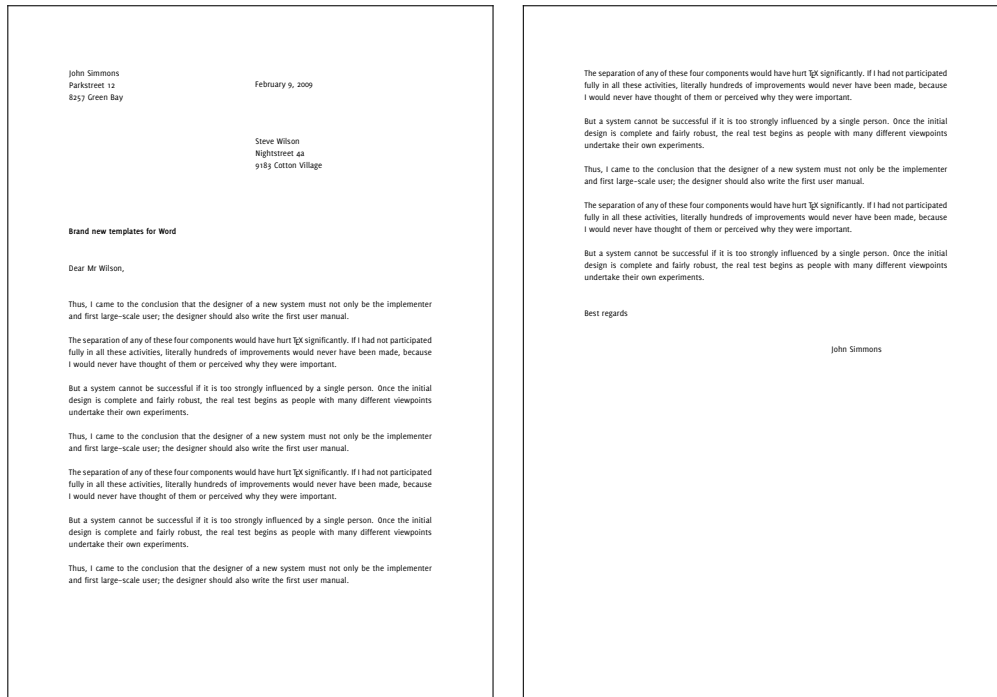 John Simmons
Parkstreet 12
8257 Green Bay
February 9, 2009
Steve Wilson
Nightstreet 4a
9183 Cotton Village
Brand new templates for Word
Dear Mr Wilson,
Thus, I came to the conclusion that the designer of a new system must not only be the implementer
and first large-scale user; the designer should also write the first user manual.
The separation of any of these four components would have hurt TEX significantly. If I had not participated
fully in all these activities, literally hundreds of improvements would never have been made, because
I would never have thought of them or perceived why they were important.
But a system cannot be successful if it is too strongly influenced by a single person. Once the initial
design is complete and fairly robust, the real test begins as people with many different viewpoints
undertake their own experiments.
Thus, I came to the conclusion that the designer of a new system must not only be the implementer
and first large-scale user; the designer should also write the first user manual.
The separation of any of these four components would have hurt TEX significantly. If I had not participated
fully in all these activities, literally hundreds of improvements would never have been made, because
I would never have thought of them or perceived why they were important.
But a system cannot be successful if it is too strongly influenced by a single person. Once the initial
design is complete and fairly robust, the real test begins as people with many different viewpoints
undertake their own experiments.
Thus, I came to the conclusion that the designer of a new system must not only be the implementer
and first large-scale user; the designer should also write the first user manual.
The separation of any of these four components would have hurt TEX significantly. If I had not participated
fully in all these activities, literally hundreds of improvements would never have been made, because
I would never have thought of them or perceived why they were important.
But a system cannot be successful if it is too strongly influenced by a single person. Once the initial
design is complete and fairly robust, the real test begins as people with many different viewpoints
undertake their own experiments.
Thus, I came to the conclusion that the designer of a new system must not only be the implementer
and first large-scale user; the designer should also write the first user manual.
The separation of any of these four components would have hurt TEX significantly. If I had not participated
fully in all these activities, literally hundreds of improvements would never have been made, because
I would never have thought of them or perceived why they were important.
But a system cannot be successful if it is too strongly influenced by a single person. Once the initial
design is complete and fairly robust, the real test begins as people with many different viewpoints
undertake their own experiments.
Best regards
John Simmons